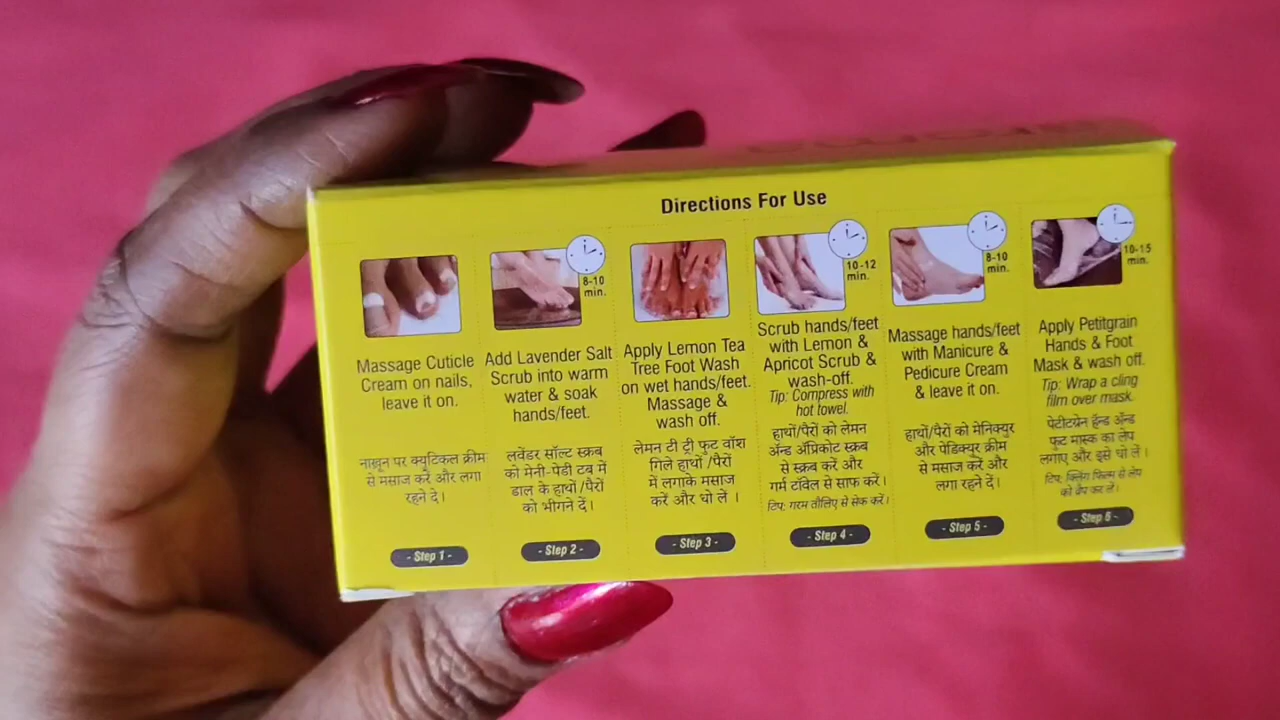 Directions For Use
Massage Cuticle
Cream on nails,
leave it on.
नाखून पर क्युटिकल क्रीम
से मसाज करें और लगा
रहने दे।
- Step 1 -
8-10
min.
Add Lavender Salt
Scrub into warm
water & soak
hands/feet.
लवेंडर सॉल्ट स्क्रब
को मेनी-पेडी टब में
डाल के हाथों/पैरों
को भीगने दें।
- Step 2 -
Apply Lemon Tea
Tree Foot Wash
on wet hands/feet.
Massage &
wash off.
लेमन टी ट्री फुट वॉश
गिले हाथों /पैरों
में लगाके मसाज
करें और धो लें ।
- Step 3 -
10-12
min.
Scrub hands/feet
with Lemon &
Apricot Scrub &
wash-off.
Tip: Compress with
hot towel.
हाथों/पैरों को लेमन
ॲन्ड ॲप्रिकोट स्क्रब
से स्क्रब करें और
गर्म टॉवेल से साफ करें।
टिप: गरम तौलिए से सेक करें।
- Step 4 -
8-10
min.
Massage hands/feet
with Manicure &
Pedicure Cream
& leave it on.
हाथों/पैरों को मेनिक्युर
और पेडिक्युर क्रीम
से मसाज करें और
लगा रहने दें।
- Step 5 -
10-15
min.
Apply Petitgrain
Hands & Foot
Mask & wash off.
Tip: Wrap a cling
film over mask.
पेटीटग्रेन हॅन्ड ॲन्ड
फुट मास्क का लेप
लगाए और इसे धो लें ।
टिप: क्लिंग फिल्म से लेप
को रॅप कर लें।
- Step 6 -